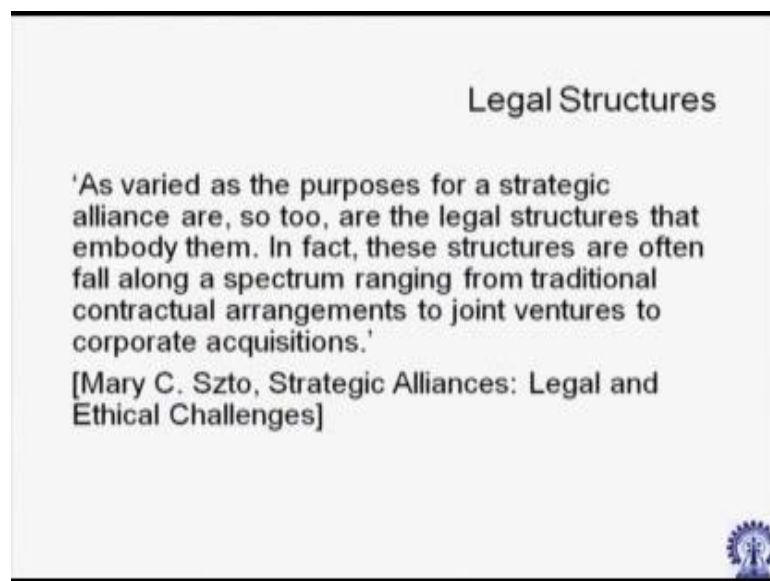 Legal Structures
‘As varied as the purposes for a strategic
alliance are, so too, are the legal structures that
embody them. In fact, these structures are often
fall along a spectrum ranging from traditional
contractual arrangements to joint ventures to
corporate acquisitions.’
[Mary C. Szto, Strategic Alliances: Legal and
Ethical Challenges]